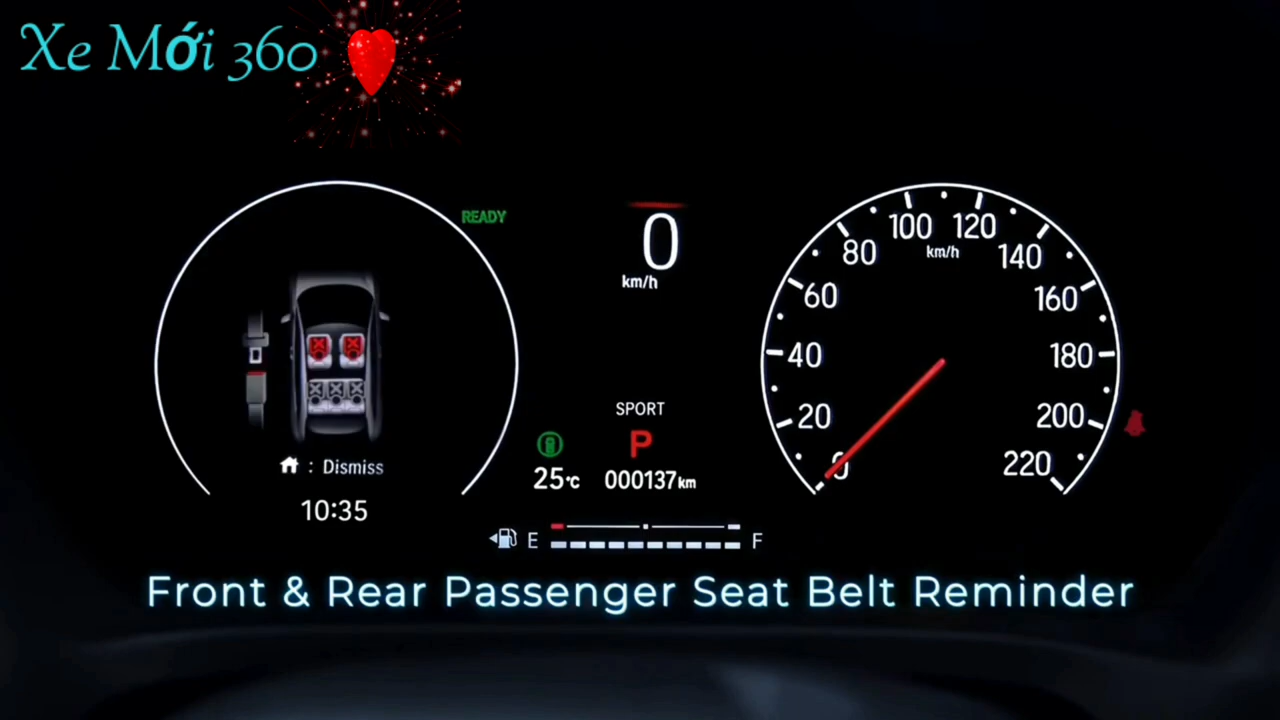 Xe Mới 360
READY
0
km/h
100 120
80 140
km/h
60 160
40 180
20 200
0 220
SPORT
P
25°C 000137km
: Dismiss
10:35
E F
Front & Rear Passenger Seat Belt Reminder